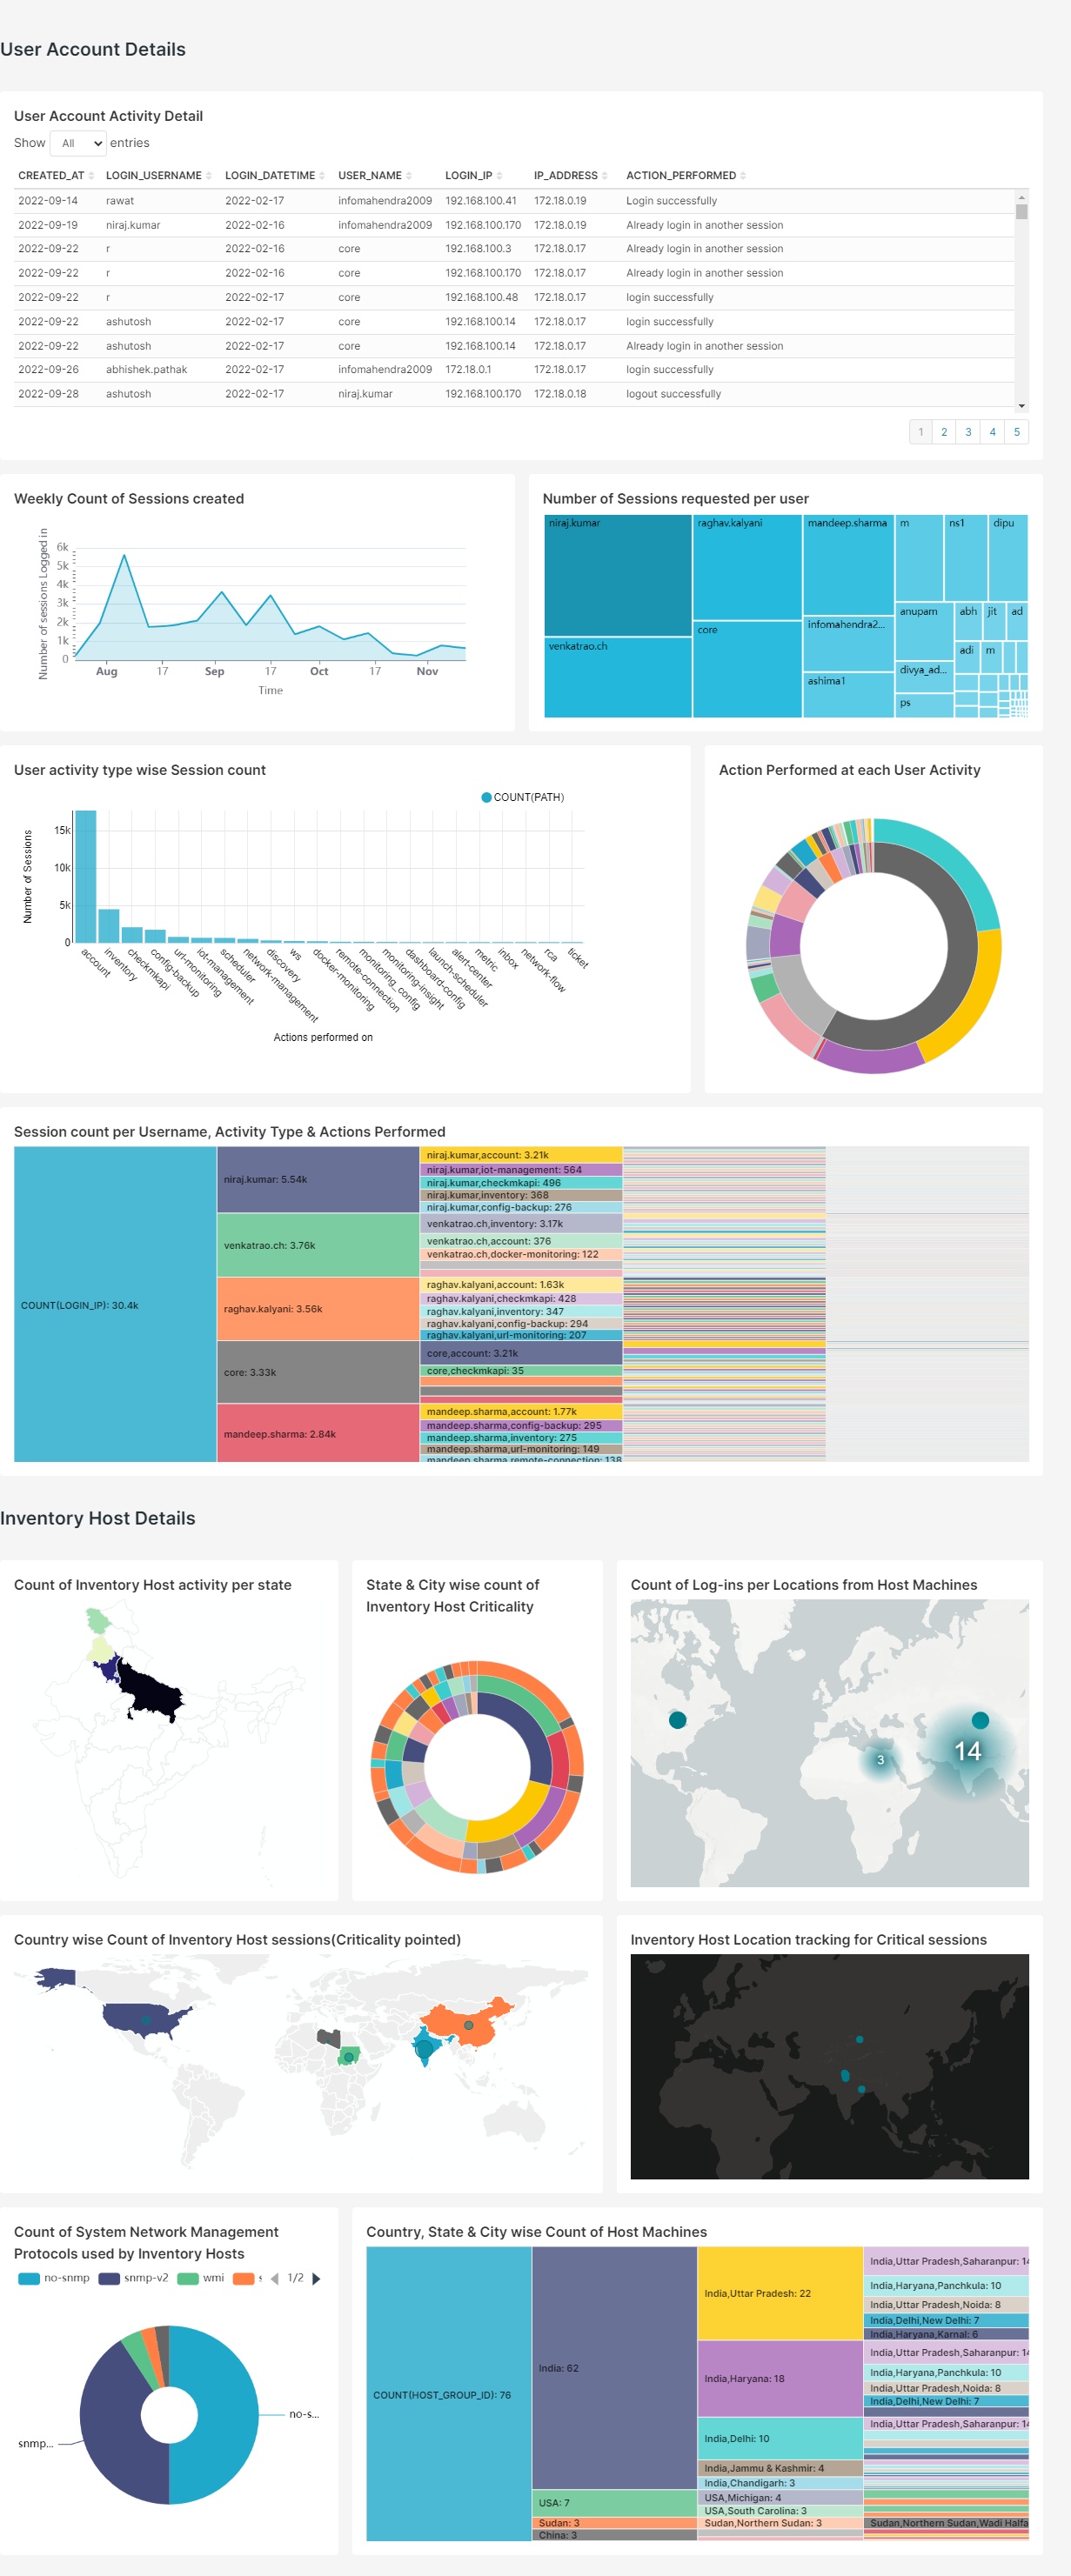 User Account Details
User Account Activity Detail
Show All entries
CREATED_AT LOGIN_USERNAME LOGIN_DATETIME USER_NAME LOGIN_IP IP_ADDRESS ACTION_PERFORMED
2022-09-14 rawat 2022-02-17 infomahendra2009 192.168.100.41 172.18.0.19 Login successfully
2022-09-19 niraj.kumar 2022-02-16 infomahendra2009 192.168.100.170 172.18.0.19 Already login in another session
2022-09-22 r 2022-02-16 core 192.168.100.3 172.18.0.17 Already login in another session
2022-09-22 r 2022-02-16 core 192.168.100.170 172.18.0.17 Already login in another session
2022-09-22 r 2022-02-17 core 192.168.100.48 172.18.0.17 login successfully
2022-09-22 ashutosh 2022-02-17 core 192.168.100.14 172.18.0.17 login successfully
2022-09-22 ashutosh 2022-02-17 core 192.168.100.14 172.18.0.17 Already login in another session
2022-09-26 abhishek.pathak 2022-02-17 infomahendra2009 172.18.0.1 172.18.0.17 login successfully
2022-09-28 ashutosh 2022-02-17 niraj.kumar 192.168.100.170 172.18.0.18 logout successfully
1 2 3 4 5
Weekly Count of Sessions created
Number of sessions Logged in
6k
5k
4k
3k
2k
1k
0
Aug 17 Sep 17 Oct 17 Nov
Time
Number of Sessions requested per user
niraj.kumar raghav.kalyani mandeep.sharma m ns1 dipu
anupam abh jit ad
core infomahendra2...
venkatrao.ch adi m
divya_ad...
ashima1
ps
User activity type wise Session count
COUNT(PATH)
Number of Sessions
15k
10k
5k
0
account inventory checkmkapi config-backup url-monitoring iot-management scheduler network-management discovery ws docker-monitoring remote-connection monitoring_config monitoring-insight dashboard-config launch-scheduler alert-center metric inbox network-flow rca ticket
Actions performed on
Action Performed at each User Activity
Session count per Username, Activity Type & Actions Performed
COUNT(LOGIN_IP): 30.4k
niraj.kumar: 5.54k
venkatrao.ch: 3.76k
raghav.kalyani: 3.56k
core: 3.33k
mandeep.sharma: 2.84k
niraj.kumar,account: 3.21k
niraj.kumar,iot-management: 564
niraj.kumar,checkmkapi: 496
niraj.kumar,inventory: 368
niraj.kumar,config-backup: 276
venkatrao.ch,inventory: 3.17k
venkatrao.ch,account: 376
venkatrao.ch,docker-monitoring: 122
raghav.kalyani,account: 1.63k
raghav.kalyani,checkmkapi: 428
raghav.kalyani,inventory: 347
raghav.kalyani,config-backup: 294
raghav.kalyani,url-monitoring: 207
core,account: 3.21k
core,checkmkapi: 35
mandeep.sharma,account: 1.77k
mandeep.sharma,config-backup: 295
mandeep.sharma,inventory: 275
mandeep.sharma,url-monitoring: 149
mandeep.sharma,remote-connection: 138
Inventory Host Details
Count of Inventory Host activity per state
State & City wise count of
Inventory Host Criticality
Count of Log-ins per Locations from Host Machines
3
14
Country wise Count of Inventory Host sessions(Criticality pointed)
Inventory Host Location tracking for Critical sessions
Count of System Network Management
Protocols used by Inventory Hosts
no-snmp snmp-v2 wmi s 1/2
no-s...
snmp...
Country, State & City wise Count of Host Machines
COUNT(HOST_GROUP_ID): 76
India: 62
USA: 7
Sudan: 3
China: 3
India,Uttar Pradesh: 22
India,Haryana: 18
India,Delhi: 10
India,Jammu & Kashmir: 4
India,Chandigarh: 3
USA,Michigan: 4
USA,South Carolina: 3
Sudan,Northern Sudan: 3
India,Uttar Pradesh,Saharanpur: 14
India,Haryana,Panchkula: 10
India,Uttar Pradesh,Noida: 8
India,Delhi,New Delhi: 7
India,Haryana,Karnal: 6
India,Uttar Pradesh,Saharanpur: 14
India,Haryana,Panchkula: 10
India,Uttar Pradesh,Noida: 8
India,Delhi,New Delhi: 7
India,Uttar Pradesh,Saharanpur: 14
Sudan,Northern Sudan,Wadi Halfa